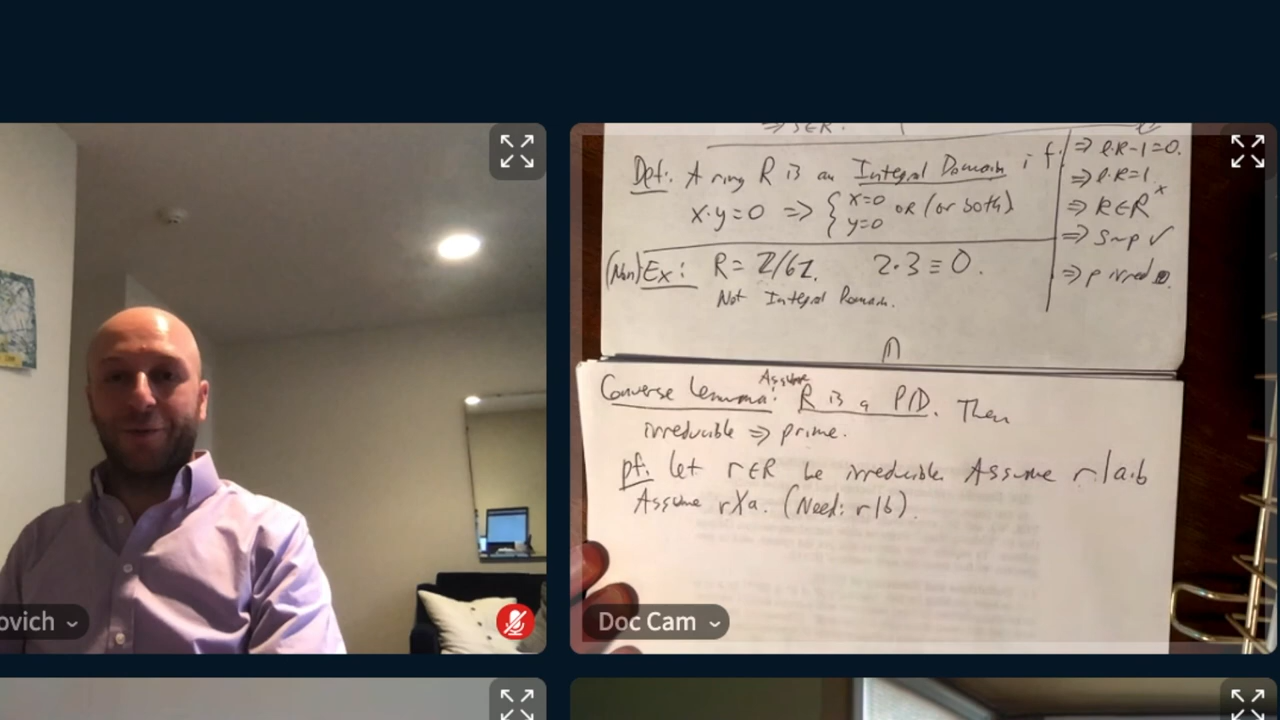 ⇒ s∈R.
Def: A ring R is an Integral Domain if
x·y=0 ⇒ { x=0 OR (or both)
y=0
⇒ l·R-1=0.
⇒ l·R=1
⇒ R∈R^x
⇒ s~p ✓
⇒ p irred
(Non) Ex: R = Z/6Z. 2·3≡0.
Not Integral Domain.
Converse Lemma: Assume R is a PID. Then
irreducible ⇒ prime.
pf: Let r∈R be irreducible. Assume r|a·b
Assume r∤a. (Need: r|b).
ovich
Doc Cam